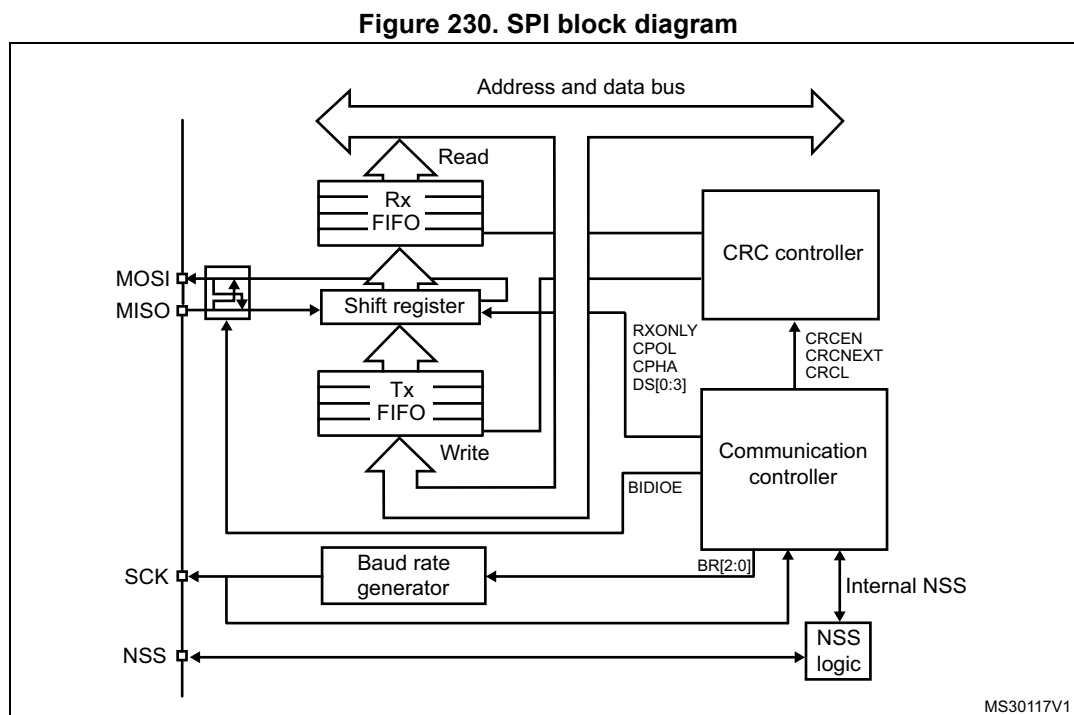 Figure 230. SPI block diagram
Address and data bus
Read
Rx
FIFO
CRC controller
MOSI
MISO
Shift register
RXONLY
CPOL
CPHA
DS[0:3]
CRCEN
CRCNEXT
CRCL
Tx
FIFO
Write
Communication
controller
BIDIOE
Baud rate
generator
BR[2:0]
SCK
Internal NSS
NSS
NSS
logic
MS30117V1